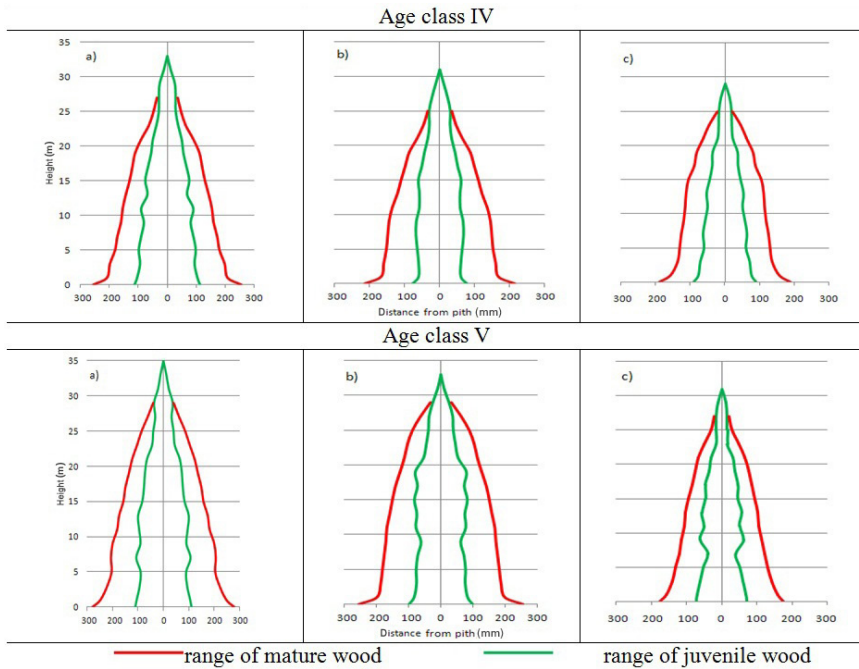 Age class IV
a)
b)
c)
35
30
25
20
15
10
5
0
Height (m)
300 200 100 0 100 200 300
300 200 100 0 100 200 300
300 200 100 0 100 200 300
Distance from pith (mm)
Age class V
a)
b)
c)
35
30
25
20
15
10
5
0
Height (m)
300 200 100 0 100 200 300
300 200 100 0 100 200 300
300 200 100 0 100 200 300
Distance from pith (mm)
range of mature wood
range of juvenile wood